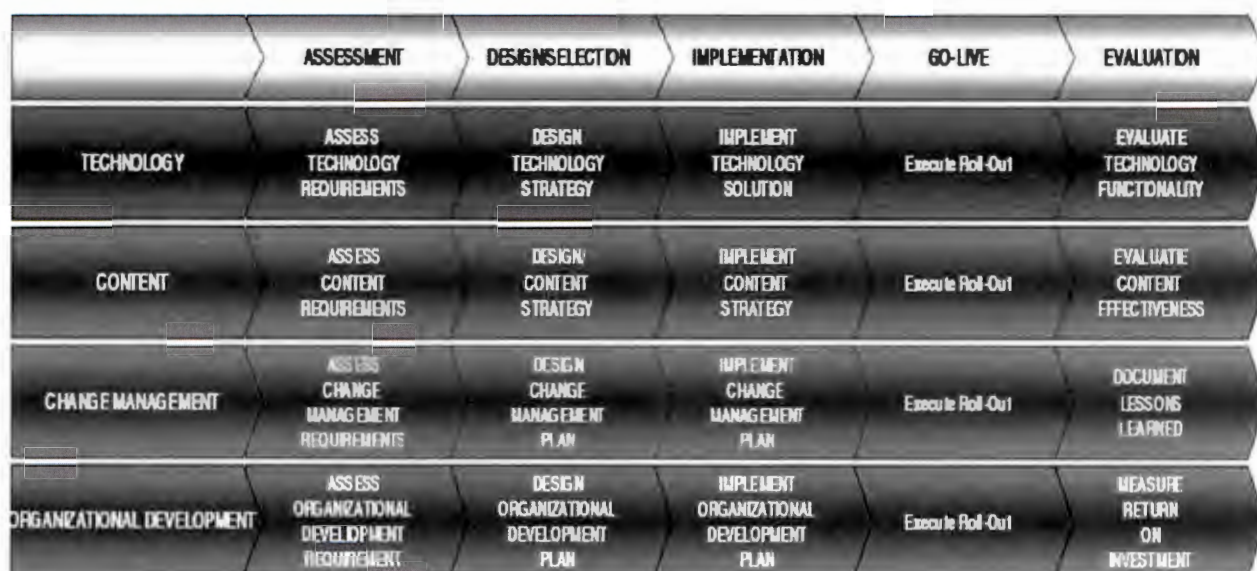 ASSESSMENT
DESIGN/SELECTION
IMPLEMENTATION
GO-LIVE
EVALUATION
TECHNOLOGY
ASSESS
TECHNOLOGY
REQUIREMENTS
DESIGN
TECHNOLOGY
STRATEGY
IMPLEMENT
TECHNOLOGY
SOLUTION
Execute Roll-Out
EVALUATE
TECHNOLOGY
FUNCTIONALITY
CONTENT
ASSESS
CONTENT
REQUIREMENTS
DESIGN/
CONTENT
STRATEGY
IMPLEMENT
CONTENT
STRATEGY
Execute Roll-Out
EVALUATE
CONTENT
EFFECTIVENESS
CHANGE MANAGEMENT
ASSESS
CHANGE
MANAGEMENT
REQUIREMENTS
DESIGN
CHANGE
MANAGEMENT
PLAN
IMPLEMENT
CHANGE
MANAGEMENT
PLAN
Execute Roll-Out
DOCUMENT
LESSONS
LEARNED
ORGANIZATIONAL DEVELOPMENT
ASSESS
ORGANIZATIONAL
DEVELOPMENT
REQUIREMENT
DESIGN
ORGANIZATIONAL
DEVELOPMENT
PLAN
IMPLEMENT
ORGANIZATIONAL
DEVELOPMENT
PLAN
Execute Roll-Out
MEASURE
RETURN
ON
INVESTMENT